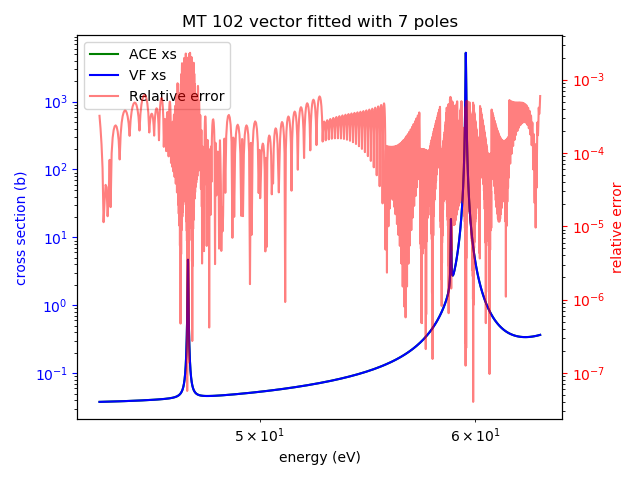 MT 102 vector fitted with 7 poles
ACE xs
VF xs
Relative error
cross section (b)
10³
10²
10¹
10⁰
10⁻¹
10⁻³
10⁻⁴
10⁻⁵
10⁻⁶
10⁻⁷
relative error
5 × 10¹
6 × 10¹
energy (eV)